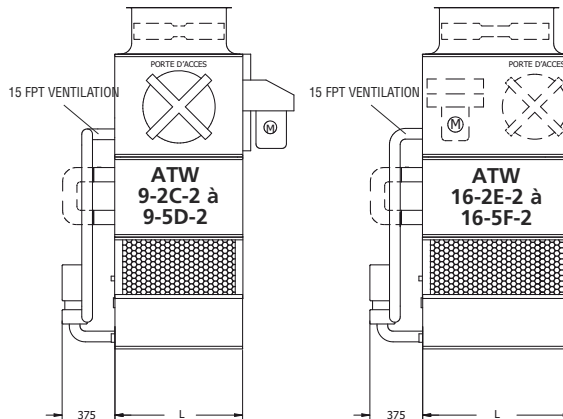 PORTE D'ACCES
15 FPT VENTILATION
M
ATW
9-2C-2 à
9-5D-2
375
L
PORTE D'ACCES
15 FPT VENTILATION
M
ATW
16-2E-2 à
16-5F-2
375
L